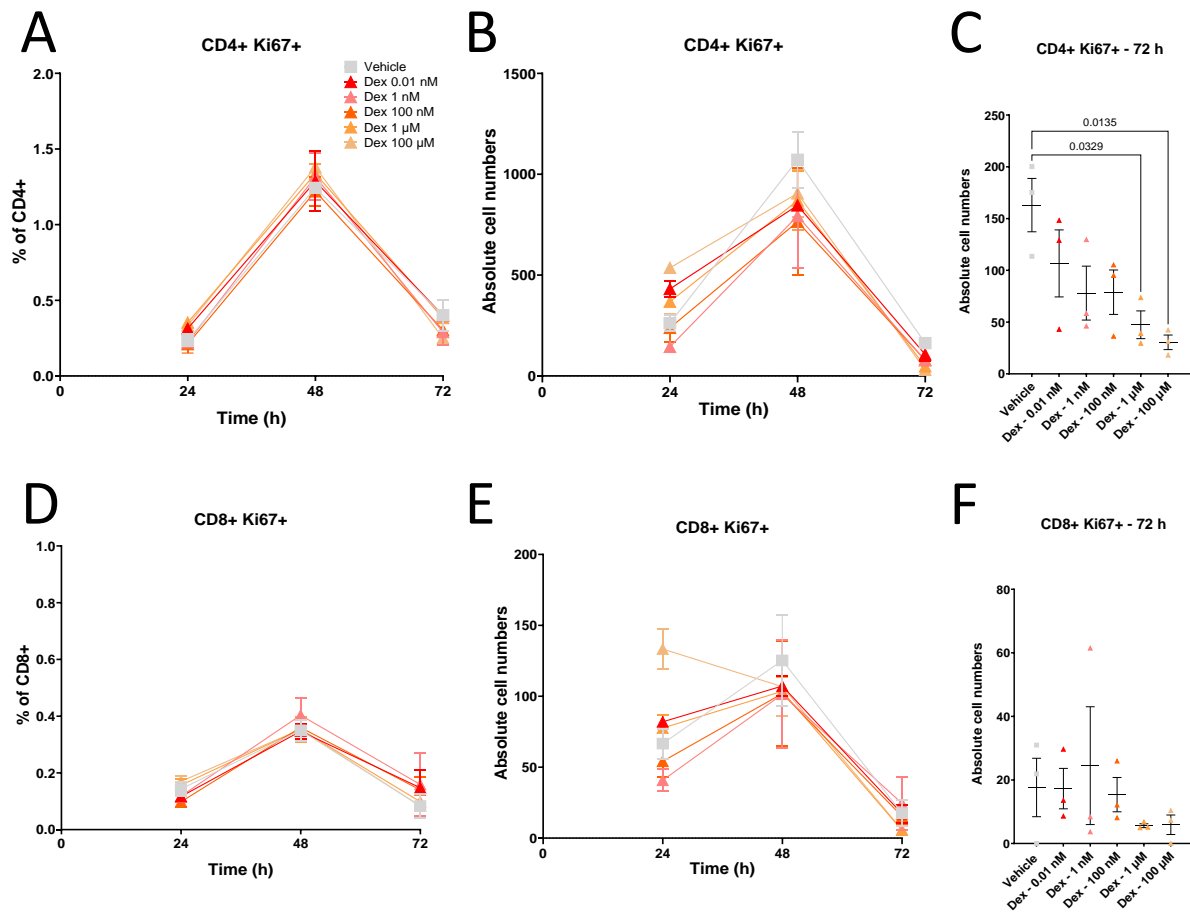 A
CD4+ Ki67+
Vehicle
Dex 0.01 nM
Dex 1 nM
Dex 100 nM
Dex 1 µM
Dex 100 µM
% of CD4+
2.0
1.5
1.0
0.5
0.0
0
24
48
72
Time (h)
B
CD4+ Ki67+
Absolute cell numbers
1500
1000
500
0
0
24
48
72
Time (h)
C
CD4+ Ki67+ - 72 h
Absolute cell numbers
250
200
150
100
50
0
0.0135
0.0329
Vehicle
Dex - 0.01 nM
Dex - 1 nM
Dex - 100 nM
Dex - 1 µM
Dex - 100 µM
D
CD8+ Ki67+
% of CD8+
1.0
0.8
0.6
0.4
0.2
0.0
0
24
48
72
Time (h)
E
CD8+ Ki67+
Absolute cell numbers
150
100
50
0
0
24
48
72
Time (h)
F
CD8+ Ki67+ - 72 h
Absolute cell numbers
80
60
40
20
0
Vehicle
Dex - 0.01 nM
Dex - 1 nM
Dex - 100 nM
Dex - 1 µM
Dex - 100 µM